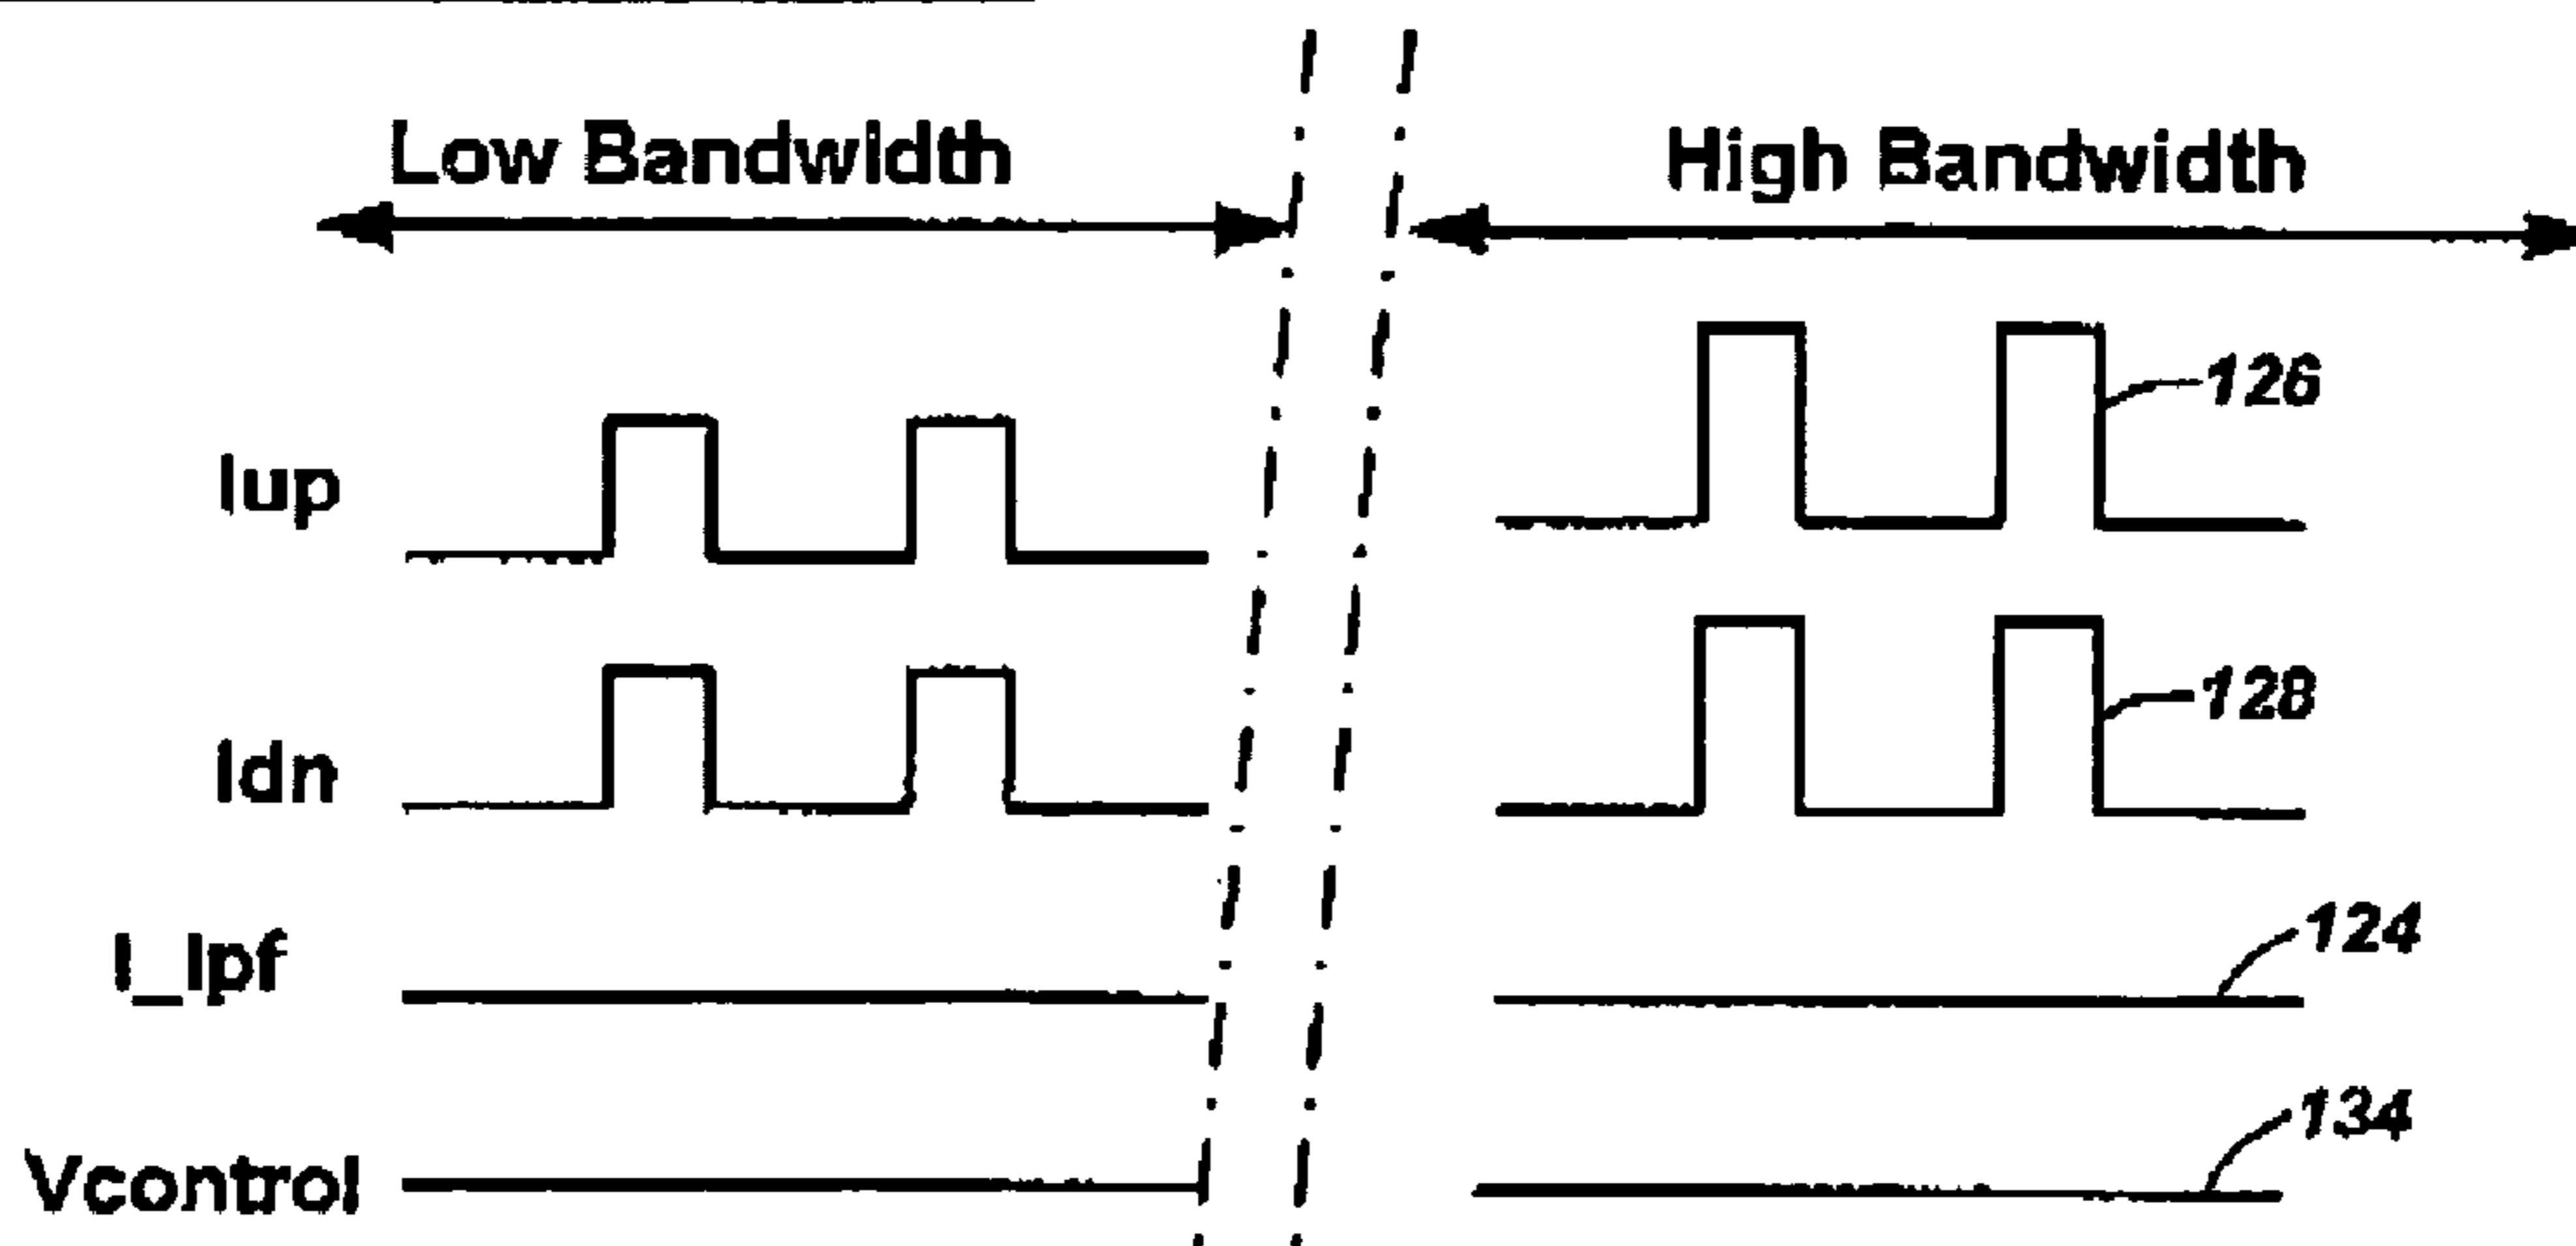 Low Bandwidth
High Bandwidth
Iup
126
Idn
128
I_lpf
124
Vcontrol
134